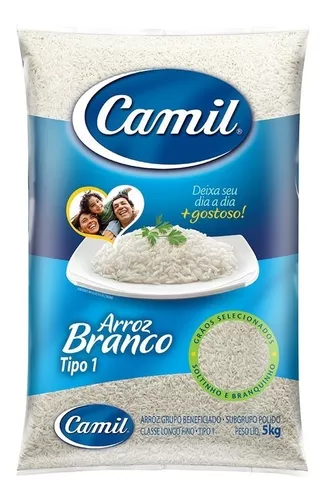 Camil®
Deixa seu
dia a dia
+gostoso!
Arroz
Branco
Tipo 1
GRÃOS SELECIONADOS
SOLTINHO E BRANQUINHO
Camil
ARROZ GRUPO BENEFICIADO - SUBGRUPO POLIDO
CLASSE LONGO FINO - TIPO 1
PESO LÍQ. 5kg